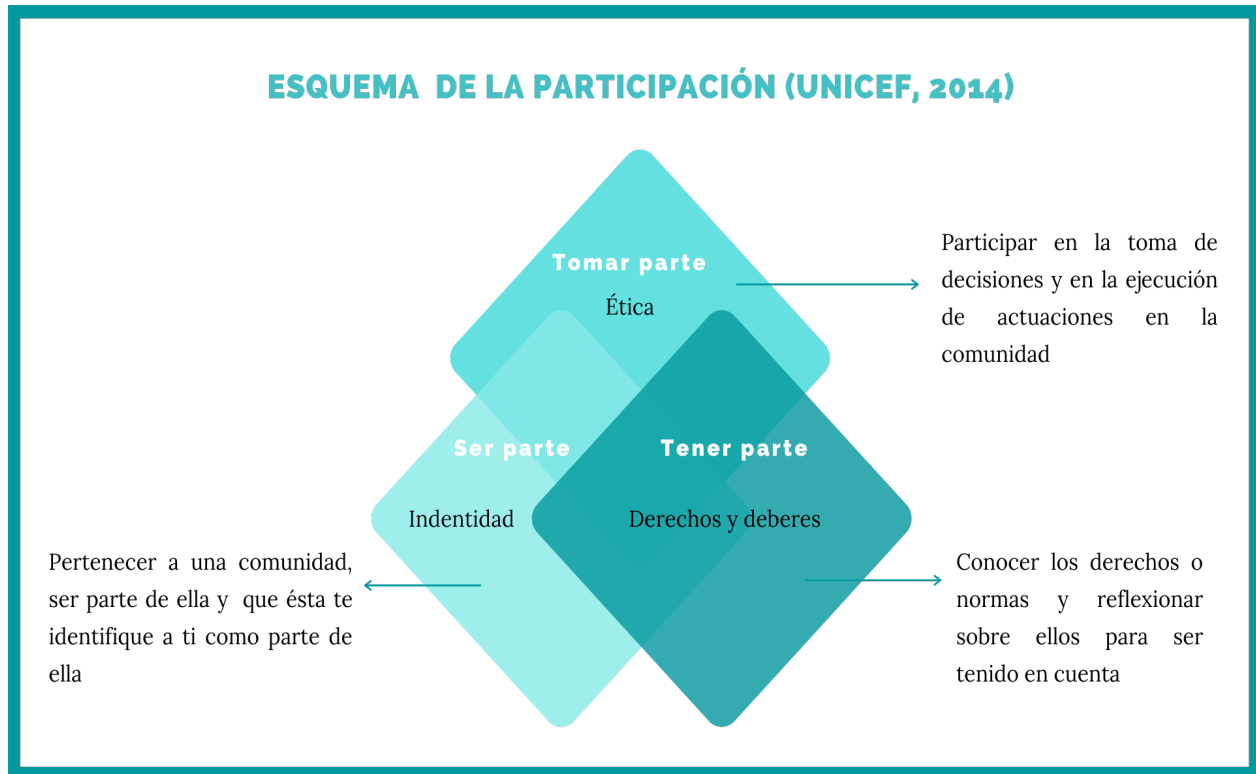 ESQUEMA DE LA PARTICIPACIÓN (UNICEF, 2014)
Tomar parte
Ética
Participar en la toma de
decisiones y en la ejecución
de actuaciones en la
comunidad
Ser parte
Indentidad
Pertenecer a una comunidad,
ser parte de ella y que ésta te
identifique a ti como parte de
ella
Tener parte
Derechos y deberes
Conocer los derechos o
normas y reflexionar
sobre ellos para ser
tenido en cuenta